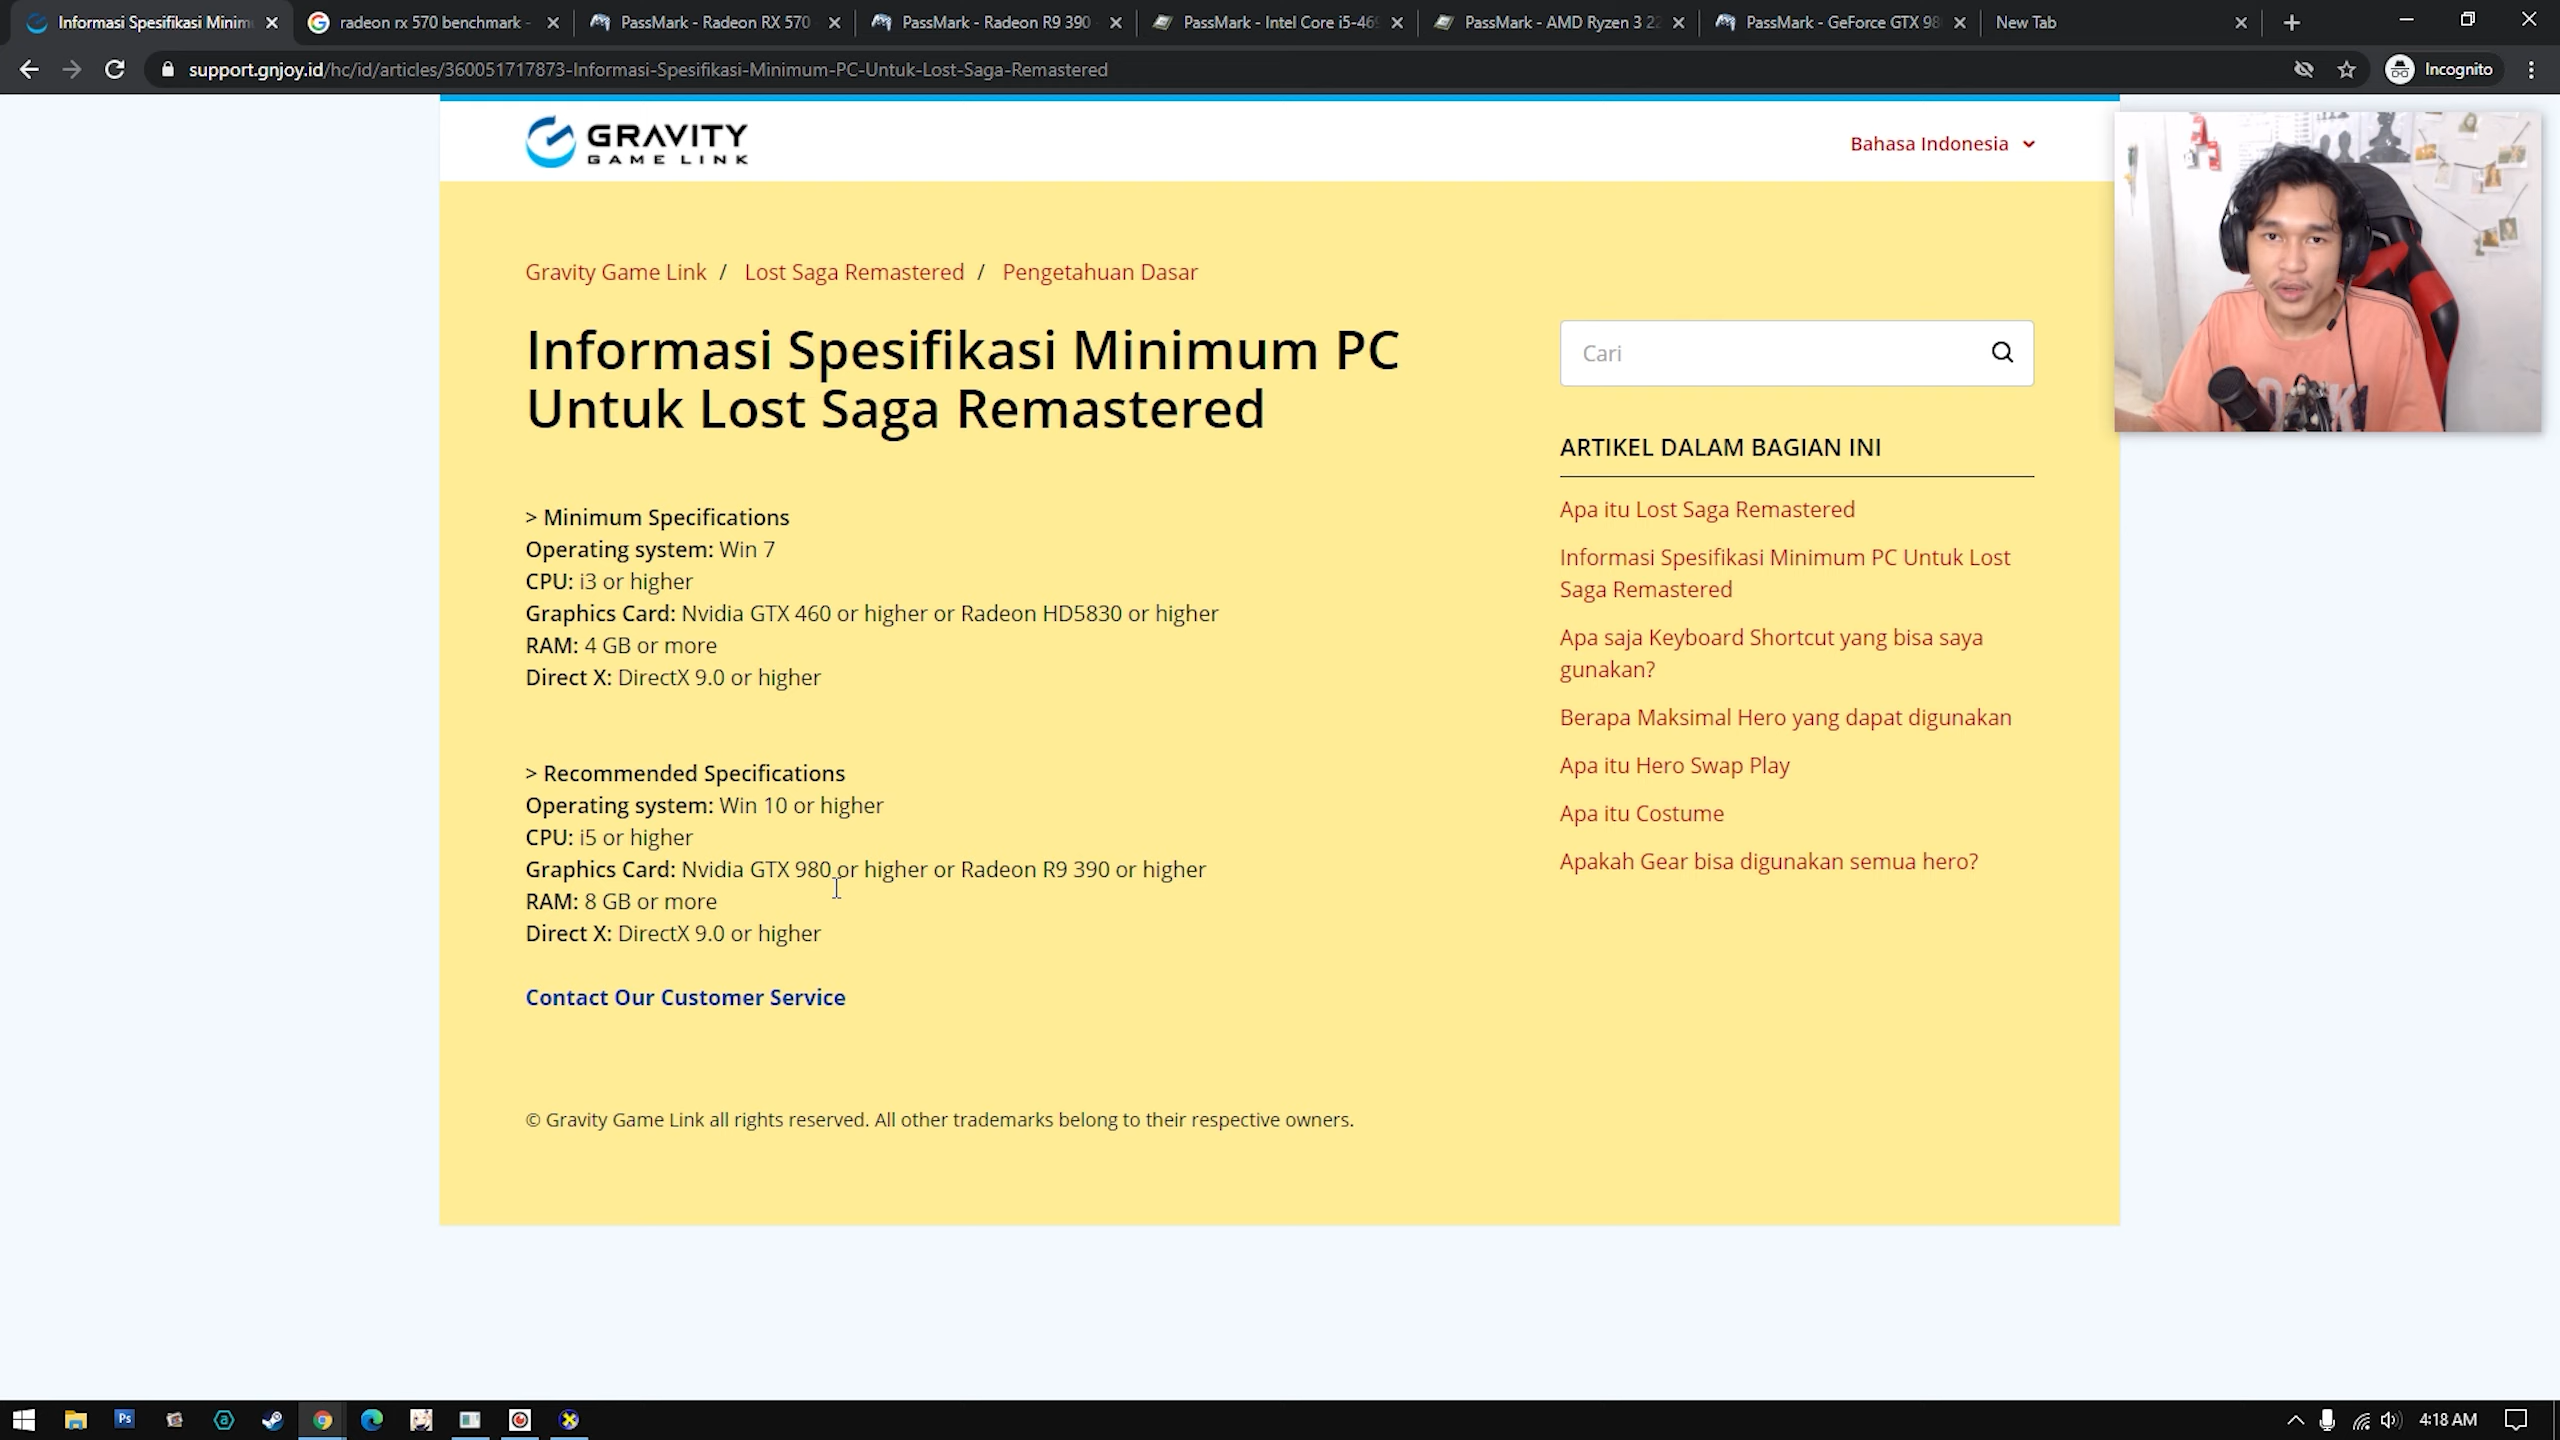 Informasi Spesifikasi Minim
radeon rx 570 benchmark -
PassMark - Radeon RX 570
PassMark - Radeon R9 390
PassMark - Intel Core i5-469
PassMark - AMD Ryzen 3 22
PassMark - GeForce GTX 98
New Tab
support.gnjoy.id/hc/id/articles/360051717873-Informasi-Spesifikasi-Minimum-PC-Untuk-Lost-Saga-Remastered
Incognito
GRAVITY
GAME LINK
Bahasa Indonesia
Gravity Game Link / Lost Saga Remastered / Pengetahuan Dasar
Informasi Spesifikasi Minimum PC
Untuk Lost Saga Remastered
> Minimum Specifications
Operating system: Win 7
CPU: i3 or higher
Graphics Card: Nvidia GTX 460 or higher or Radeon HD5830 or higher
RAM: 4 GB or more
Direct X: DirectX 9.0 or higher
> Recommended Specifications
Operating system: Win 10 or higher
CPU: i5 or higher
Graphics Card: Nvidia GTX 980 or higher or Radeon R9 390 or higher
RAM: 8 GB or more
Direct X: DirectX 9.0 or higher
Contact Our Customer Service
© Gravity Game Link all rights reserved. All other trademarks belong to their respective owners.
Cari
ARTIKEL DALAM BAGIAN INI
Apa itu Lost Saga Remastered
Informasi Spesifikasi Minimum PC Untuk Lost
Saga Remastered
Apa saja Keyboard Shortcut yang bisa saya
gunakan?
Berapa Maksimal Hero yang dapat digunakan
Apa itu Hero Swap Play
Apa itu Costume
Apakah Gear bisa digunakan semua hero?
Ps
4:18 AM